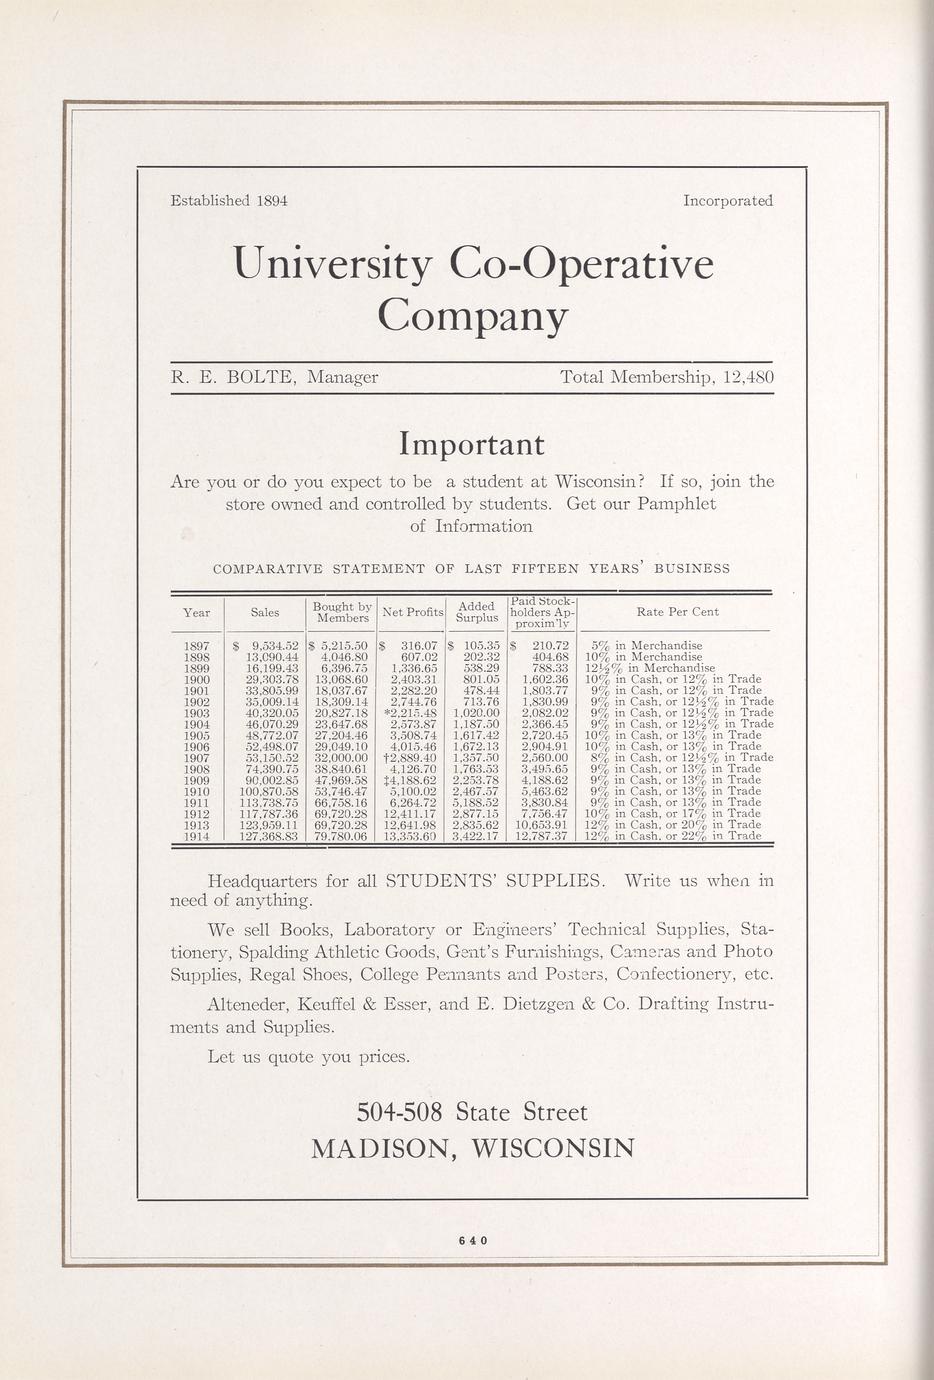 Established 1894 Incorporated
University Co-Operative
Company
R. E. BOLTE, Manager Total Membership, 12,480
Important
Are you or do you expect to be a student at Wisconsin? If so, join the
store owned and controlled by students. Get our Pamphlet
of Information
COMPARATIVE STATEMENT OF LAST FIFTEEN YEARS' BUSINESS
Year Sales Bought by Members Net Profits Added Surplus Paid Stock-holders Ap-proxim'ly Rate Per Cent
1897 $ 9,534.52 $ 5,215.50 $ 316.07 $ 105.35 $ 210.72 5% in Merchandise
1898 13,090.44 4,046.80 607.02 202.32 404.68 10% in Merchandise
1899 16,199.43 6,396.75 1,336.65 538.29 788.33 12½% in Merchandise
1900 29,303.78 13,068.60 2,403.31 801.05 1,602.36 10% in Cash, or 12% in Trade
1901 33,805.99 18,037.67 2,282.20 478.44 1,803.77 9% in Cash, or 12% in Trade
1902 35,009.14 18,309.14 2,744.76 713.76 1,830.99 9% in Cash, or 12½% in Trade
1903 40,320.05 20,827.18 *2,215.48 1,020.00 2,082.02 9% in Cash, or 12½% in Trade
1904 46,070.29 23,647.68 2,573.87 1,187.50 2,366.45 9% in Cash, or 12½% in Trade
1905 48,772.07 27,204.46 3,508.74 1,617.42 2,720.45 10% in Cash, or 13% in Trade
1906 52,498.07 29,049.10 4,015.46 1,672.13 2,904.91 10% in Cash, or 13% in Trade
1907 53,150.52 32,000.00 †2,889.40 1,357.50 2,560.00 8% in Cash, or 12½% in Trade
1908 74,390.75 38,840.61 4,126.70 1,763.53 3,495.65 9% in Cash, or 13% in Trade
1909 90,002.85 47,969.58 ‡4,188.62 2,253.78 4,188.62 9% in Cash, or 13% in Trade
1910 100,870.58 53,746.47 5,100.02 2,467.57 5,463.62 9% in Cash, or 13% in Trade
1911 113,738.75 66,758.16 6,264.72 5,188.52 3,830.84 9% in Cash, or 13% in Trade
1912 117,787.36 69,720.28 12,411.17 2,877.15 7,756.47 10% in Cash, or 17% in Trade
1913 123,959.11 69,720.28 12,641.98 2,835.62 10,653.91 12% in Cash, or 20% in Trade
1914 127,368.83 79,780.06 13,353.60 3,422.17 12,787.37 12% in Cash, or 22% in Trade
Headquarters for all STUDENTS' SUPPLIES. Write us when in
need of anything.
We sell Books, Laboratory or Engineers' Technical Supplies, Sta-
tionery, Spalding Athletic Goods, Gent's Furnishings, Cameras and Photo
Supplies, Regal Shoes, College Pennants and Posters, Confectionery, etc.
Alteneder, Keuffel & Esser, and E. Dietzgen & Co. Drafting Instru-
ments and Supplies.
Let us quote you prices.
504-508 State Street
MADISON, WISCONSIN
640